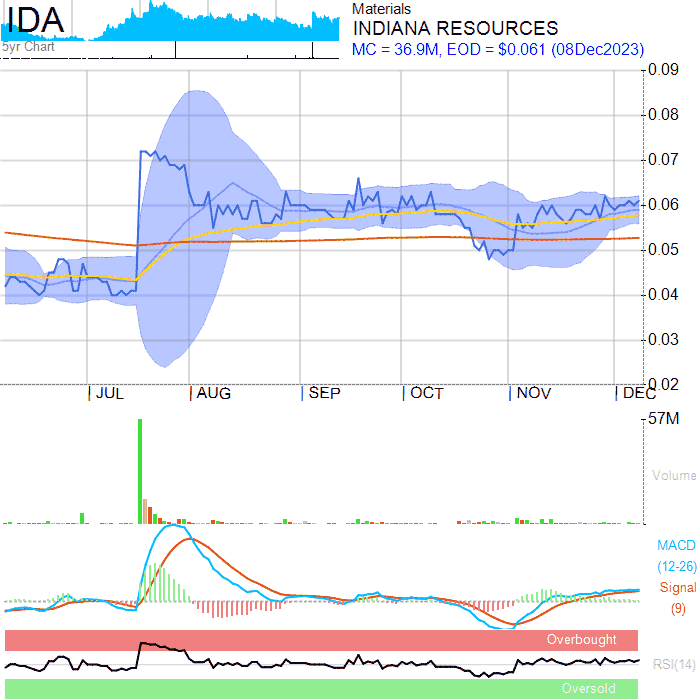 IDA
5yr Chart
Materials
INDIANA RESOURCES
MC = 36.9M, EOD = $0.061 (08Dec2023)
0.09
0.08
0.07
0.06
0.05
0.04
0.03
0.02
JUL AUG SEP OCT NOV DEC
57M
Volume
MACD
(12-26)
Signal
(9)
Overbought
RSI(14)
Oversold